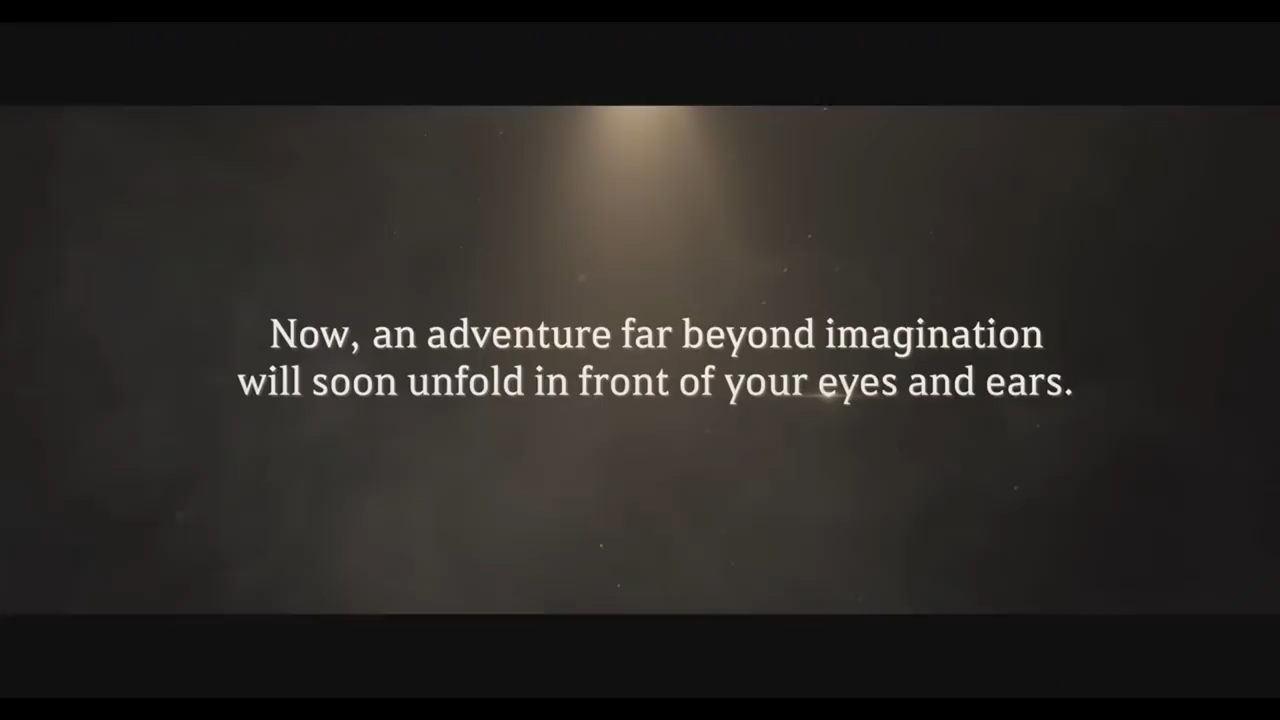 Now, an adventure far beyond imagination
will soon unfold in front of your eyes and ears.